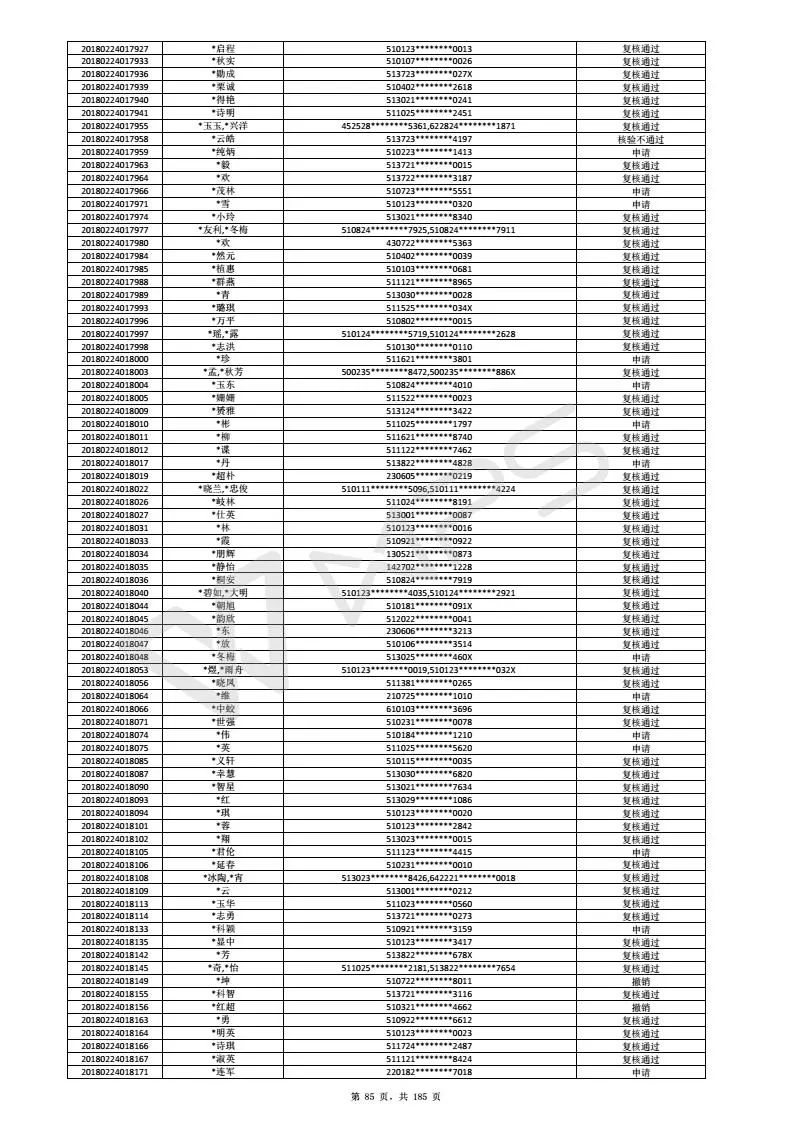 20180224017927 *启程 510123********0013 复核通过
20180224017933 *秋实 510107********0026 复核通过
20180224017936 *勖成 513723********027X 复核通过
20180224017939 *栗诚 510402********2618 复核通过
20180224017940 *得艳 513021********0241 复核通过
20180224017941 *诗明 511025********2451 复核通过
20180224017955 *玉玉,*兴洋 452528********5361,622824********1871 复核通过
20180224017958 *云皓 513723********4197 核验不通过
20180224017959 *纯炳 510223********1413 申请
20180224017963 *毅 513721********0015 复核通过
20180224017964 *欢 513722********3187 复核通过
20180224017966 *茂林 510723********5551 申请
20180224017971 *雪 510123********0320 申请
20180224017974 *小玲 513021********8340 复核通过
20180224017977 *友利,*冬梅 510824********7925,510824********7911 复核通过
20180224017980 *欢 430722********5363 复核通过
20180224017984 *然元 510402********0039 复核通过
20180224017985 *植惠 510103********0681 复核通过
20180224017988 *群燕 511121********8965 复核通过
20180224017989 *青 513030********0028 复核通过
20180224017993 *璐琪 511525********034X 复核通过
20180224017996 *万平 510802********0015 复核通过
20180224017997 *瑶,*露 510124********5719,510124********2628 复核通过
20180224017998 *志洪 510130********0110 复核通过
20180224018000 *珍 511621********3801 申请
20180224018003 *孟,*秋芳 500235********8472,500235********886X 复核通过
20180224018004 *玉东 510824********4010 申请
20180224018005 *姗姗 511522********0023 复核通过
20180224018009 *赟雅 513124********3422 复核通过
20180224018010 *彬 511025********1797 申请
20180224018011 *柳 511621********8740 复核通过
20180224018012 *谍 511122********7462 复核通过
20180224018017 *丹 513822********4828 申请
20180224018019 *超朴 230605********0219 复核通过
20180224018022 *晓兰,*忠俊 510111********5096,510111********4224 复核通过
20180224018026 *岐林 511024********8191 复核通过
20180224018027 *仕英 513001********0087 复核通过
20180224018031 *林 510123********0016 复核通过
20180224018033 *霞 510921********0922 复核通过
20180224018034 *朋辉 130521********0873 复核通过
20180224018035 *静怡 142702********1228 复核通过
20180224018036 *桐安 510824********7919 复核通过
20180224018040 *碧如,*大明 510123********4035,510124********2921 复核通过
20180224018044 *朝旭 510181********091X 复核通过
20180224018045 *韵欣 512022********0041 复核通过
20180224018046 *东 230606********3213 复核通过
20180224018047 *放 510106********3514 复核通过
20180224018048 *冬梅 513025********460X 申请
20180224018053 *煜,*雨舟 510123********0019,510123********032X 复核通过
20180224018056 *晓凤 511381********0265 复核通过
20180224018064 *维 210725********1010 申请
20180224018066 *中蛟 610103********3696 复核通过
20180224018071 *世强 510231********0078 复核通过
20180224018074 *伟 510184********1210 申请
20180224018075 *英 511025********5620 申请
20180224018085 *义轩 510115********0035 复核通过
20180224018087 *幸慧 513030********6820 复核通过
20180224018090 *智星 513021********7634 复核通过
20180224018093 *红 513029********1086 复核通过
20180224018094 *琪 510123********0020 复核通过
20180224018101 *蓉 510123********2842 复核通过
20180224018102 *翔 513023********0015 复核通过
20180224018105 *君伦 511123********4415 申请
20180224018106 *延春 510231********0010 复核通过
20180224018108 *冰陶,*宵 513023********8426,642221********0018 复核通过
20180224018109 *云 513001********0212 复核通过
20180224018113 *玉华 511023********0560 复核通过
20180224018114 *志勇 513721********0273 复核通过
20180224018133 *科颖 510921********3159 申请
20180224018135 *显中 510123********3417 复核通过
20180224018142 *芳 513822********678X 复核通过
20180224018145 *奇,*怡 511025********2181,513822********7654 复核通过
20180224018149 *坤 510722********8011 撤销
20180224018155 *科智 513721********3116 复核通过
20180224018156 *红超 510321********4662 撤销
20180224018163 *勇 510922********6612 复核通过
20180224018164 *明英 510123********0023 复核通过
20180224018166 *诗琪 511724********2487 复核通过
20180224018167 *淑英 511121********8424 复核通过
20180224018171 *连军 220182********7018 申请
第 85 页，共 185 页